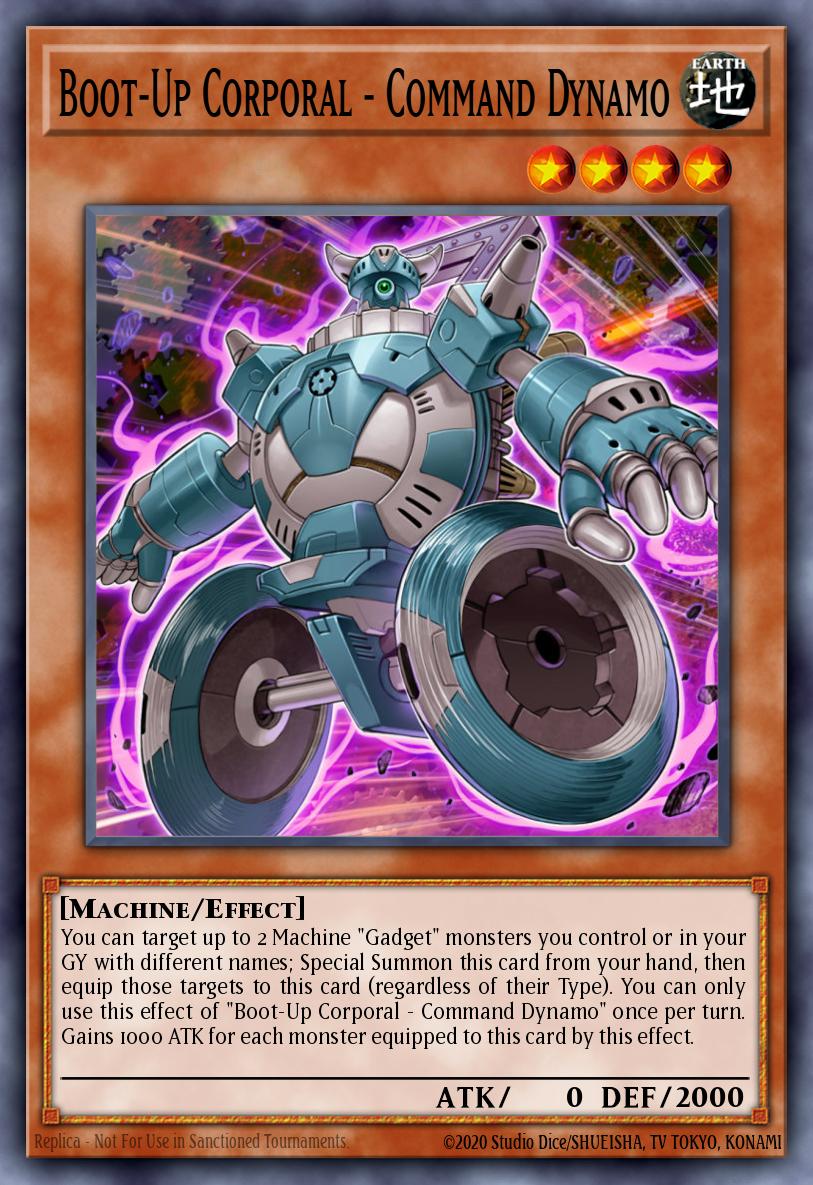 Boot-Up Corporal - Command Dynamo
EARTH
地
[Machine/Effect]
You can target up to 2 Machine "Gadget" monsters you control or in your
GY with different names; Special Summon this card from your hand, then
equip those targets to this card (regardless of their Type). You can only
use this effect of "Boot-Up Corporal - Command Dynamo" once per turn.
Gains 1000 ATK for each monster equipped to this card by this effect.
ATK/ 0 DEF/2000
Replica - Not For Use in Sanctioned Tournaments.
©2020 Studio Dice/SHUEISHA, TV TOKYO, KONAMI